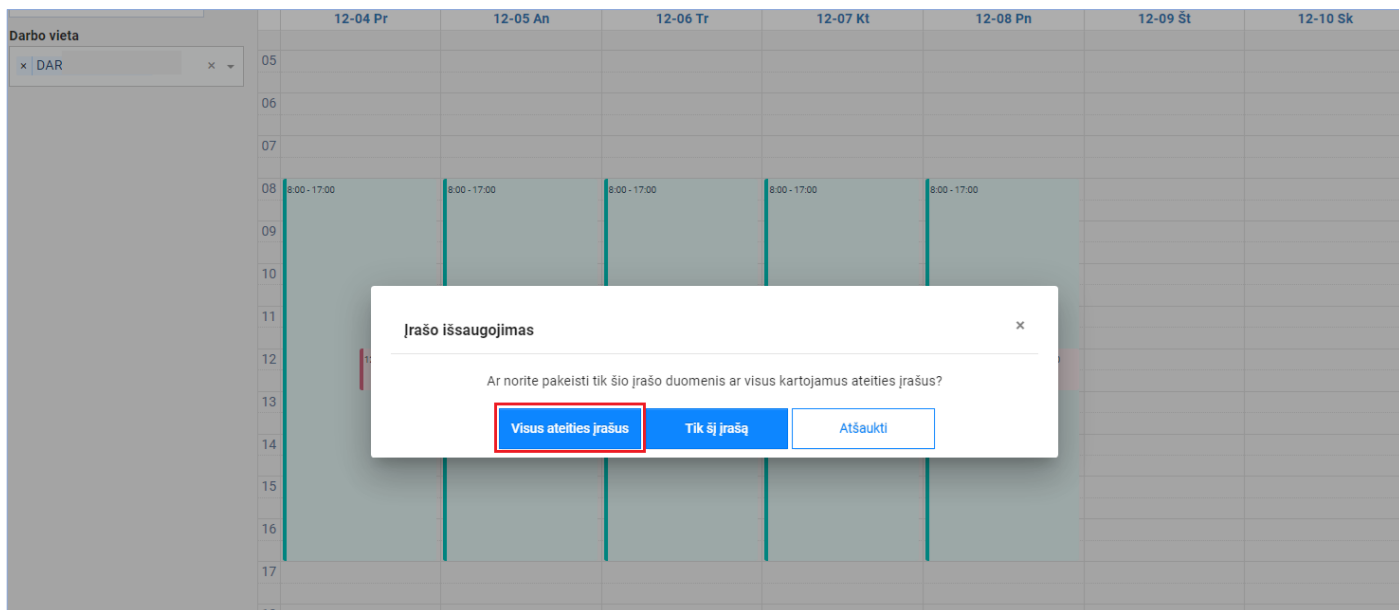 12-04 Pr 12-05 An 12-06 Tr 12-07 Kt 12-08 Pn 12-09 Št 12-10 Sk
Darbo vieta
× DAR × 
05
06
07
08 8:00 - 17:00 8:00 - 17:00 8:00 - 17:00 8:00 - 17:00 8:00 - 17:00
09
10
11
Įrašo išsaugojimas ×
12
Ar norite pakeisti tik šio įrašo duomenis ar visus kartojamus ateities įrašus?
13
Visus ateities įrašus Tik šį įrašą Atšaukti
14
15
16
17